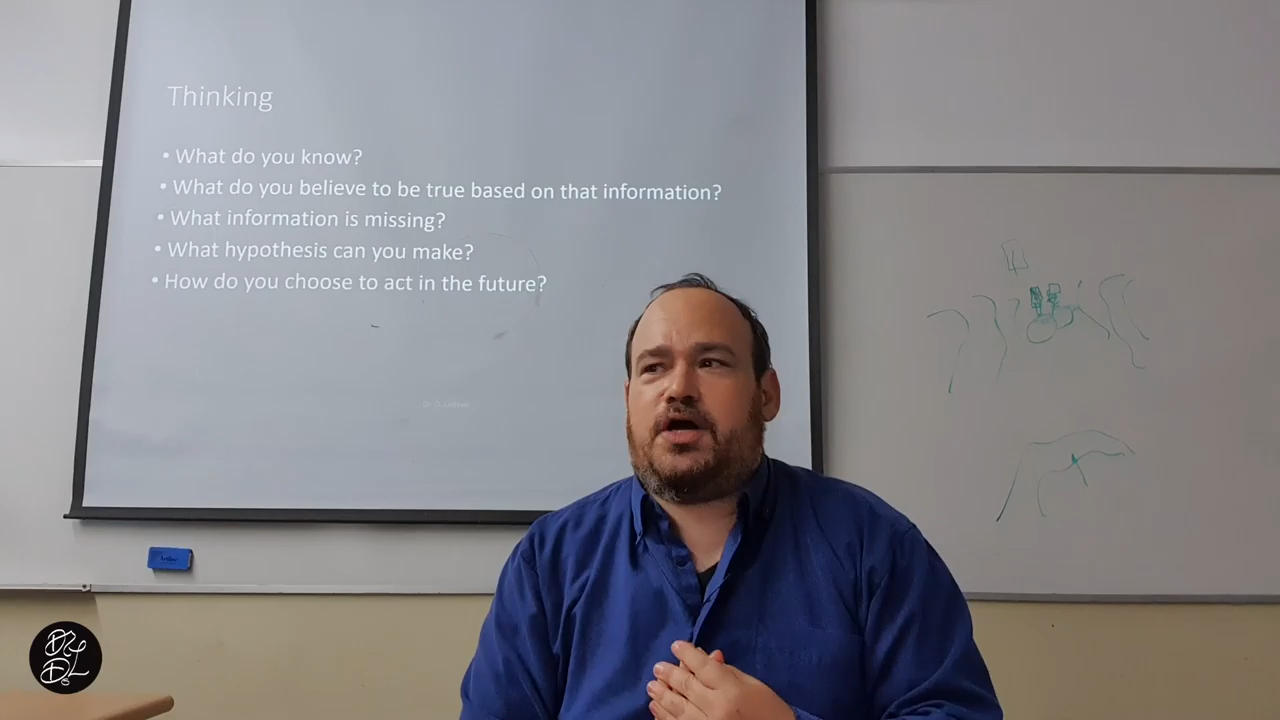 Thinking
• What do you know?
• What do you believe to be true based on that information?
• What information is missing?
• What hypothesis can you make?
• How do you choose to act in the future?